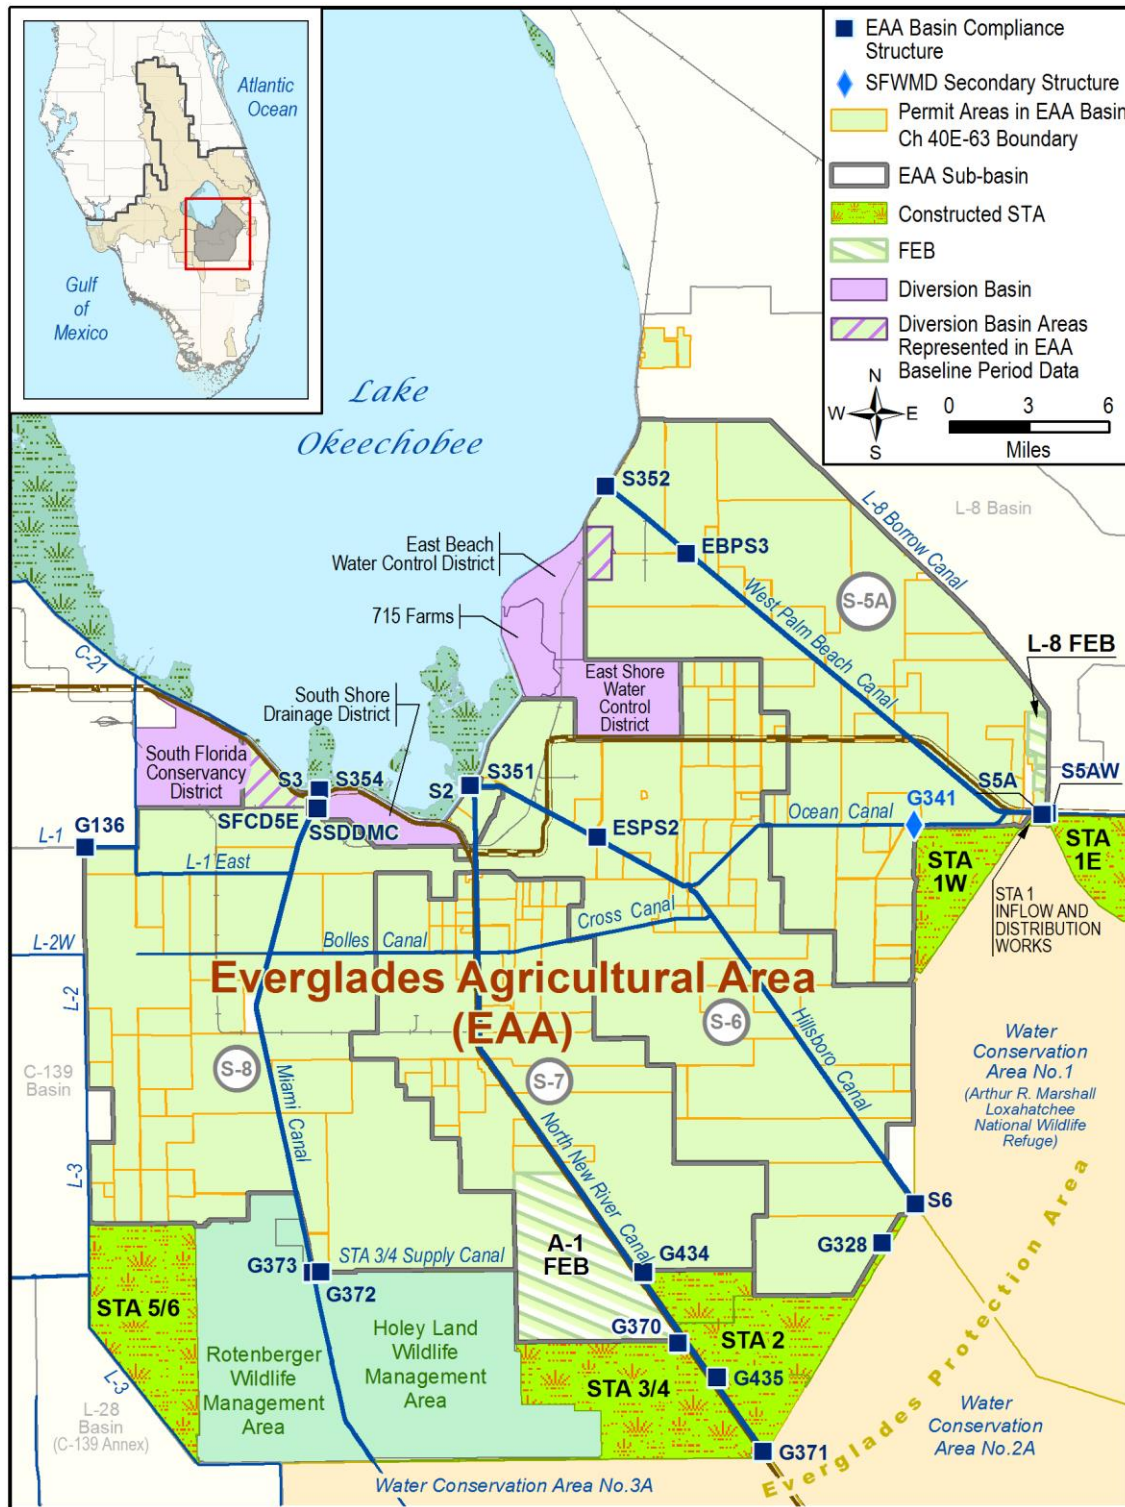 Atlantic
Ocean
Gulf
of
Mexico
EAA Basin Compliance
Structure
SFWMD Secondary Structure
Permit Areas in EAA Basin
Ch 40E-63 Boundary
EAA Sub-basin
Constructed STA
FEB
Diversion Basin
Diversion Basin Areas
Represented in EAA
Baseline Period Data
N
W
E
S
0
3
6
Miles
Lake
Okeechobee
S352
L-8 Borrow Canal
L-8 Basin
East Beach
Water Control District
EBPS3
West Palm Beach Canal
S-5A
715 Farms
C-21
L-8 FEB
South Shore
Drainage District
East Shore
Water
Control
District
South Florida
Conservancy
District
S3
S354
S2
S351
S5A
S5AW
G341
SFCD5E
SSDDMC
ESPS2
Ocean Canal
L-1
G136
L-1 East
STA
1W
STA
1E
STA 1
INFLOW AND
DISTRIBUTION
WORKS
L-2W
Bolles Canal
Cross Canal
Everglades Agricultural Area
(EAA)
L-2
S-6
Hillsboro Canal
Water
Conservation
Area No.1
(Arthur R. Marshall
Loxahatchee
National Wildlife
Refuge)
C-139
Basin
S-8
Miami Canal
S-7
North New River Canal
L-3
S6
G328
A-1
FEB
G434
STA 3/4 Supply Canal
G373
G372
STA 5/6
G370
STA 2
Holey Land
Wildlife
Management
Area
Rotenberger
Wildlife
Management
Area
STA 3/4
G435
L-3
L-28
Basin
(C-139 Annex)
Everglades Protection Area
Water
Conservation
Area No.2A
G371
Water Conservation Area No.3A